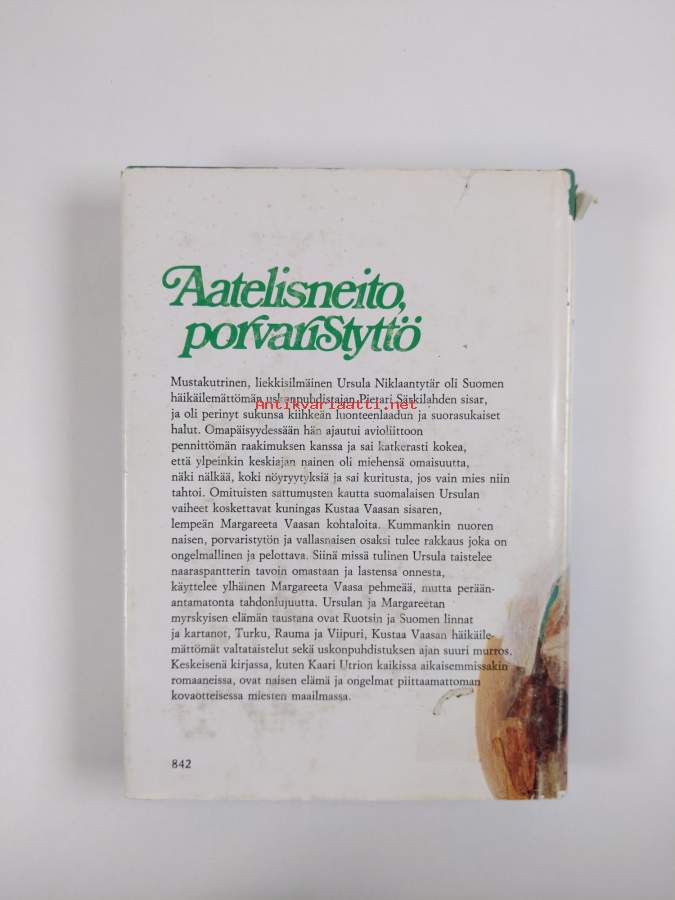 Aatelisneito,
porvaristyttö
Mustakutrinen, liekkisilmäinen Ursula Niklaantytär oli Suomen
häikäilemättömän uskonpuhdistajan Pietari Särkilahden sisar,
Antikvariaatti.net
ja oli perinyt sukunsa kiihkeän luonteenlaadun ja suorasukaiset
halut. Omapäisyydessään hän ajautui avioliittoon
pennittömän raakimuksen kanssa ja sai katkerasti kokea,
että ylpeinkin keskiajan nainen oli miehensä omaisuutta,
näki nälkää, koki nöyryytyksiä ja sai kuritusta, jos vain mies niin
tahtoi. Omituisten sattumusten kautta suomalaisen Ursulan
vaiheet koskettavat kuningas Kustaa Vaasan sisaren,
lempeän Margareeta Vaasan kohtaloita. Kummankin nuoren
naisen, porvaristytön ja vallasnaisen osaksi tulee rakkaus joka on
ongelmallinen ja pelottava. Siinä missä tulinen Ursula taistelee
naaraspantterin tavoin omastaan ja lastensa onnesta,
käyttelee ylhäinen Margareeta Vaasa pehmeää, mutta perään-
antamatonta tahdonlujuutta. Ursulan ja Margareetan
myrskyisen elämän taustana ovat Ruotsin ja Suomen linnat
ja kartanot, Turku, Rauma ja Viipuri, Kustaa Vaasan häikäile-
mättömät valtataistelut sekä uskonpuhdistuksen ajan suuri murros.
Keskeisenä kirjassa, kuten Kaari Utrion kaikissa aikaisemmissakin
romaaneissa, ovat naisen elämä ja ongelmat piittaamattoman
kovaotteisessa miesten maailmassa.
842